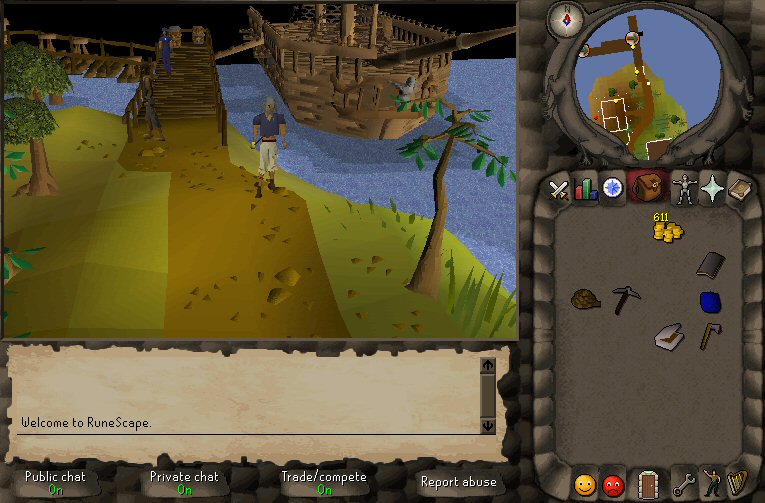 N
611
Welcome to RuneScape.
Public chat
On
Private chat
On
Trade/compete
On
Report abuse